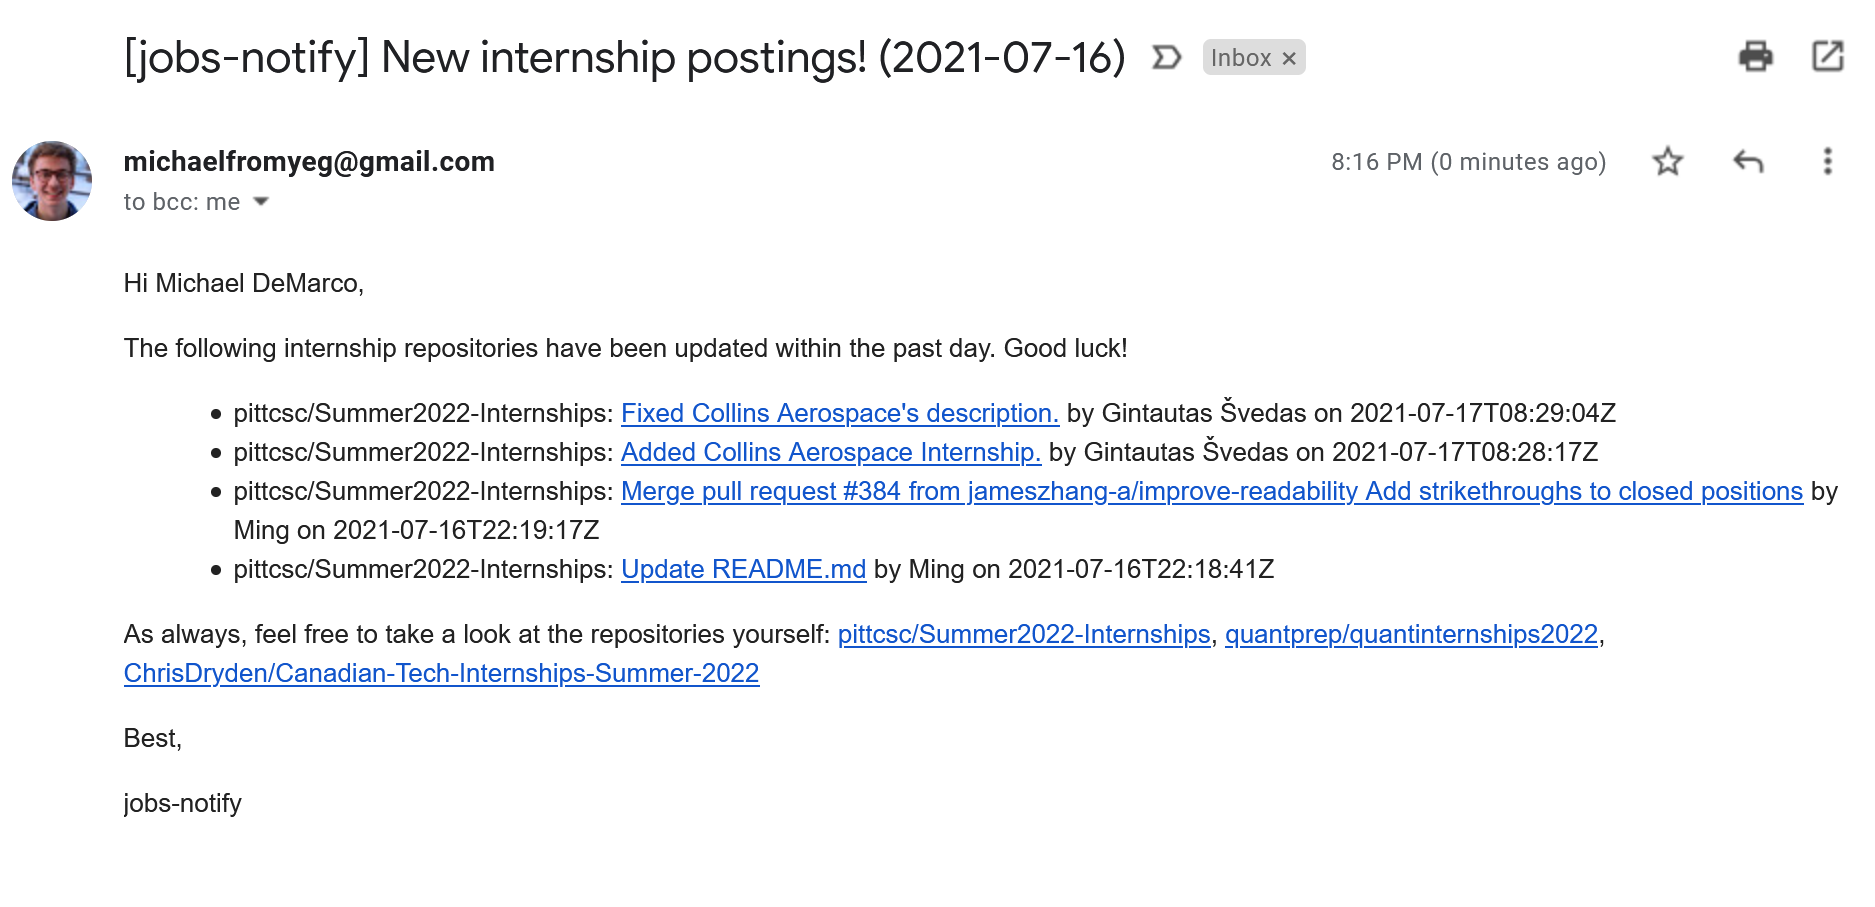 [jobs-notify] New internship postings! (2021-07-16) Inbox ×
michaelfromyeg@gmail.com 8:16 PM (0 minutes ago)
to bcc: me
Hi Michael DeMarco,
The following internship repositories have been updated within the past day. Good luck!
• pittcsc/Summer2022-Internships: Fixed Collins Aerospace's description. by Gintautas Švedas on 2021-07-17T08:29:04Z
• pittcsc/Summer2022-Internships: Added Collins Aerospace Internship. by Gintautas Švedas on 2021-07-17T08:28:17Z
• pittcsc/Summer2022-Internships: Merge pull request #384 from jameszhang-a/improve-readability Add strikethroughs to closed positions by
Ming on 2021-07-16T22:19:17Z
• pittcsc/Summer2022-Internships: Update README.md by Ming on 2021-07-16T22:18:41Z
As always, feel free to take a look at the repositories yourself: pittcsc/Summer2022-Internships, quantprep/quantinternships2022,
ChrisDryden/Canadian-Tech-Internships-Summer-2022
Best,
jobs-notify